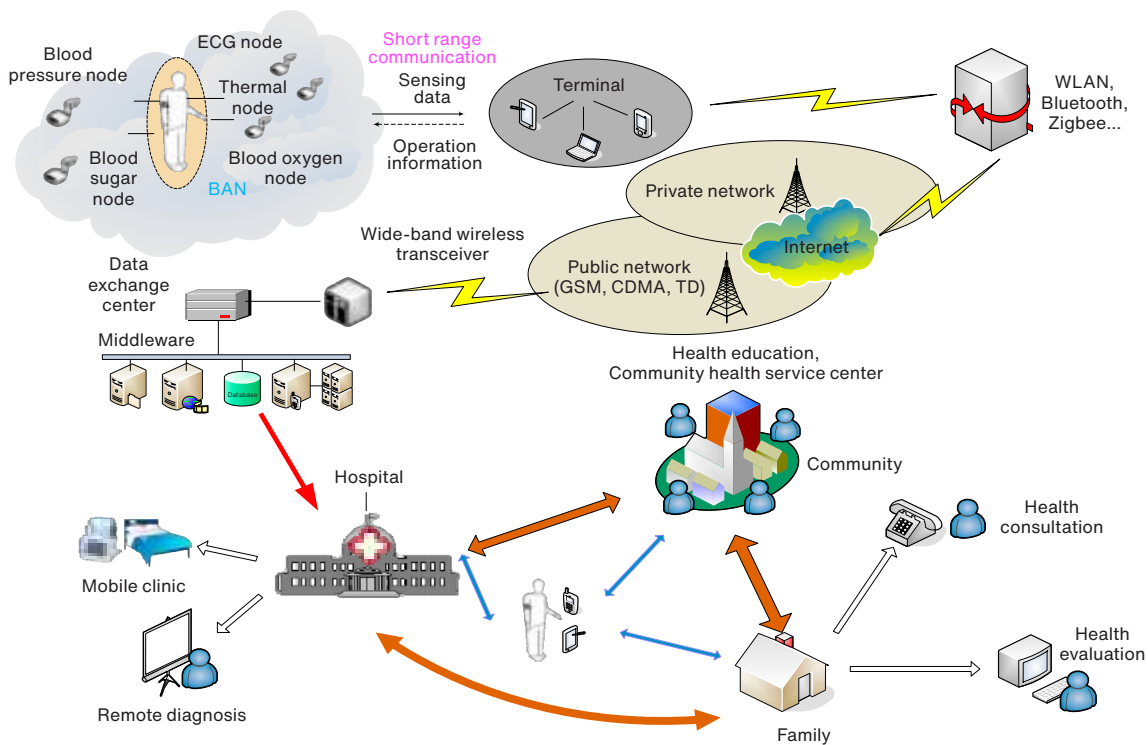 ECG node
Blood
pressure node
Thermal
node
Blood
sugar node
Blood oxygen
node
BAN
Short range
communication
Sensing
data
Operation
information
Terminal
WLAN,
Bluetooth,
Zigbee...
Private network
Internet
Public network
(GSM, CDMA, TD)
Wide-band wireless
transceiver
Data
exchange
center
Middleware
Database
Health education,
Community health service center
Community
Hospital
Health
consultation
Mobile clinic
Health
evaluation
Remote diagnosis
Family